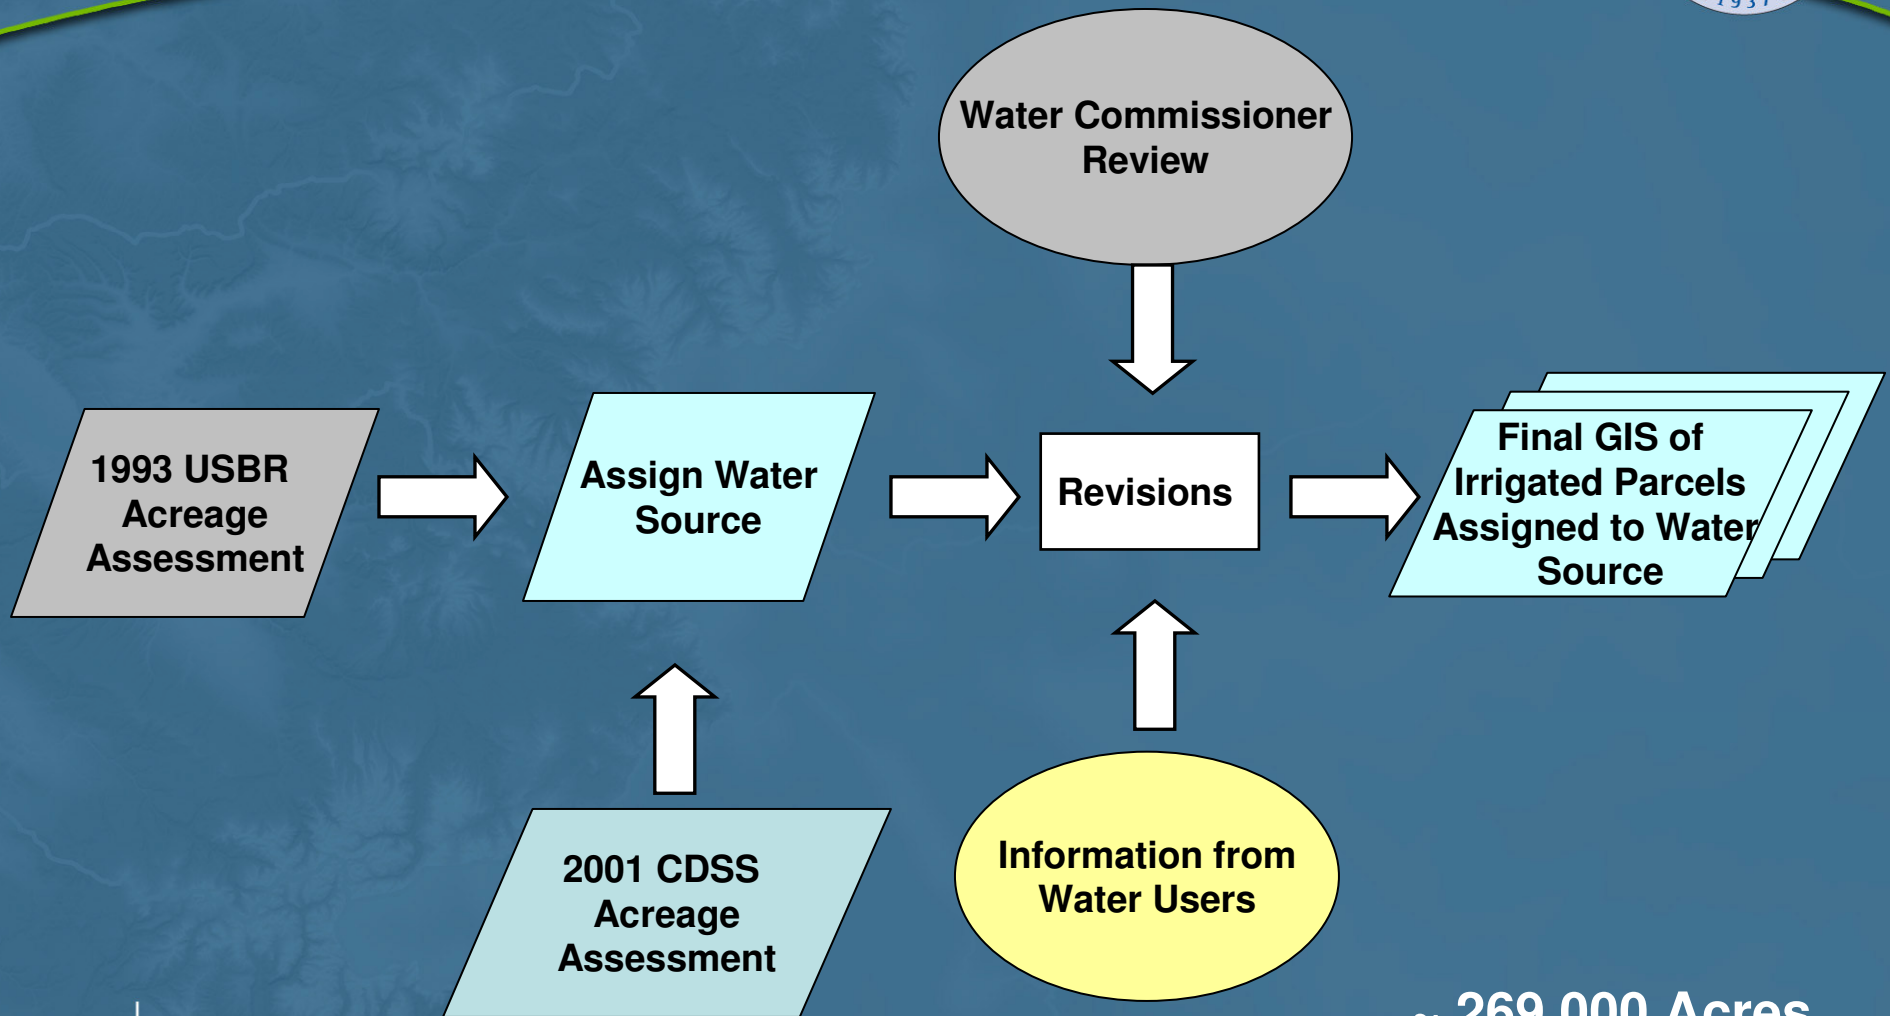 1937
Water Commissioner
Review
1993 USBR
Acreage
Assessment
Assign Water
Source
Revisions
Final GIS of
Irrigated Parcels
Assigned to Water
Source
2001 CDSS
Acreage
Assessment
Information from
Water Users
269,000 Acres